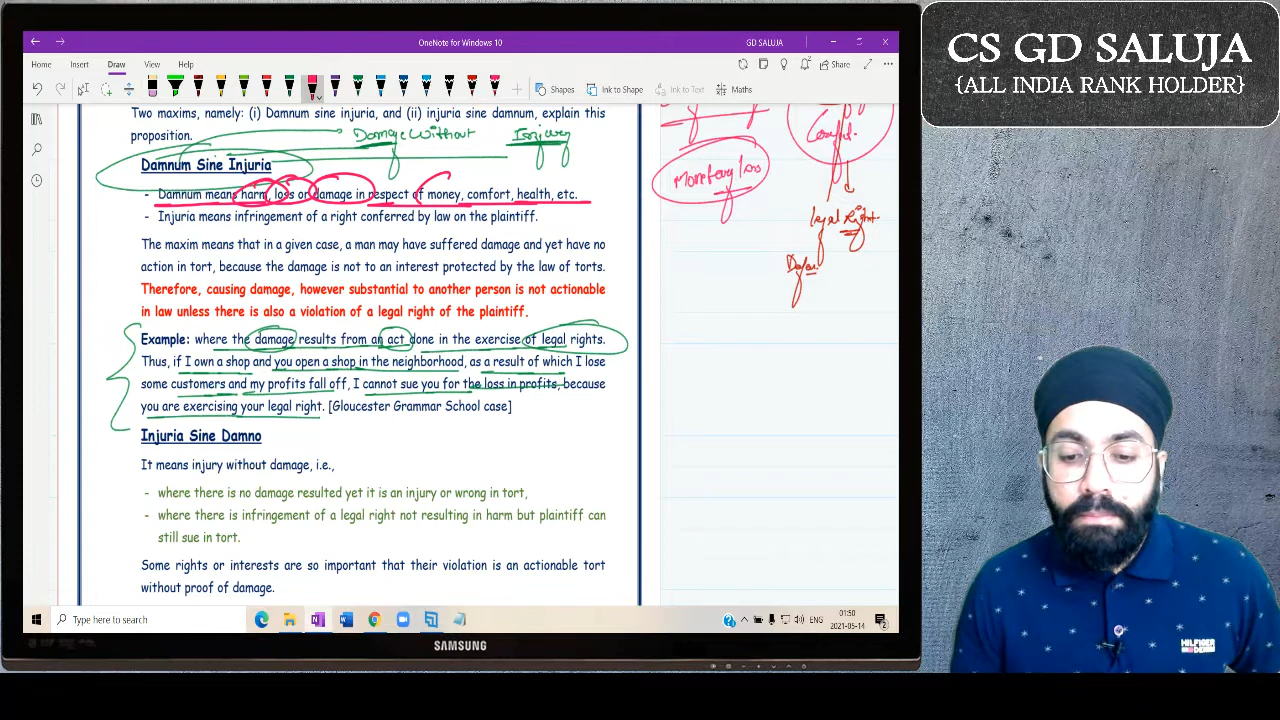 CS GD SALUJA
{ALL INDIA RANK HOLDER}
OneNote for Windows 10
GD SALUJA
Home Insert Draw View Help
Share
Shapes
Ink to Shape
Ink to Text
Maths
Two maxims, namely: (i) Damnum sine injuria, and (ii) injuria sine damnum, explain this
proposition.
Damage Without Injury
Damnum Sine Injuria
- Damnum means harm, loss or damage in respect of money, comfort, health, etc.
- Injuria means infringement of a right conferred by law on the plaintiff.
The maxim means that in a given case, a man may have suffered damage and yet have no
action in tort, because the damage is not to an interest protected by the law of torts.
Therefore, causing damage, however substantial to another person is not actionable
in law unless there is also a violation of a legal right of the plaintiff.
Example: where the damage results from an act done in the exercise of legal rights.
Thus, if I own a shop and you open a shop in the neighborhood, as a result of which I lose
some customers and my profits fall off, I cannot sue you for the loss in profits, because
you are exercising your legal right. [Gloucester Grammar School case]
Injuria Sine Damno
It means injury without damage, i.e.,
- where there is no damage resulted yet it is an injury or wrong in tort,
- where there is infringement of a legal right not resulting in harm but plaintiff can
still sue in tort.
Some rights or interests are so important that their violation is an actionable tort
without proof of damage.
Monetary loss
legal Right
Type here to search
ENG
01:50
2021-05-14
2
SAMSUNG
HILFIGER